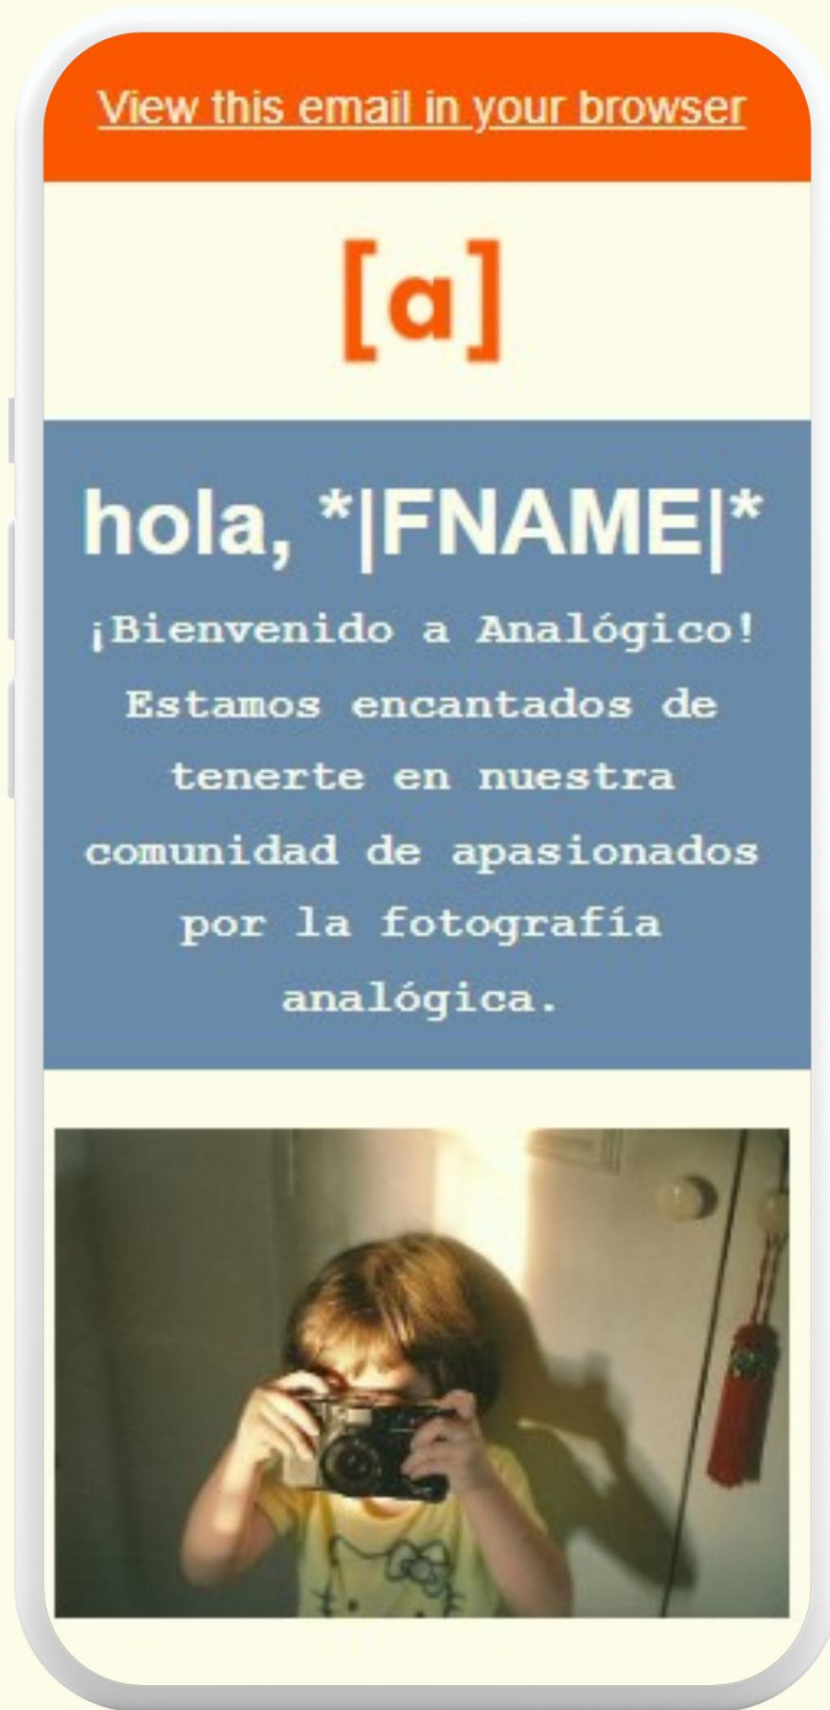 View this email in your browser
[a]
hola, *|FNAME|*
¡Bienvenido a Analógico!
Estamos encantados de
tenerte en nuestra
comunidad de apasionados
por la fotografía
analógica.